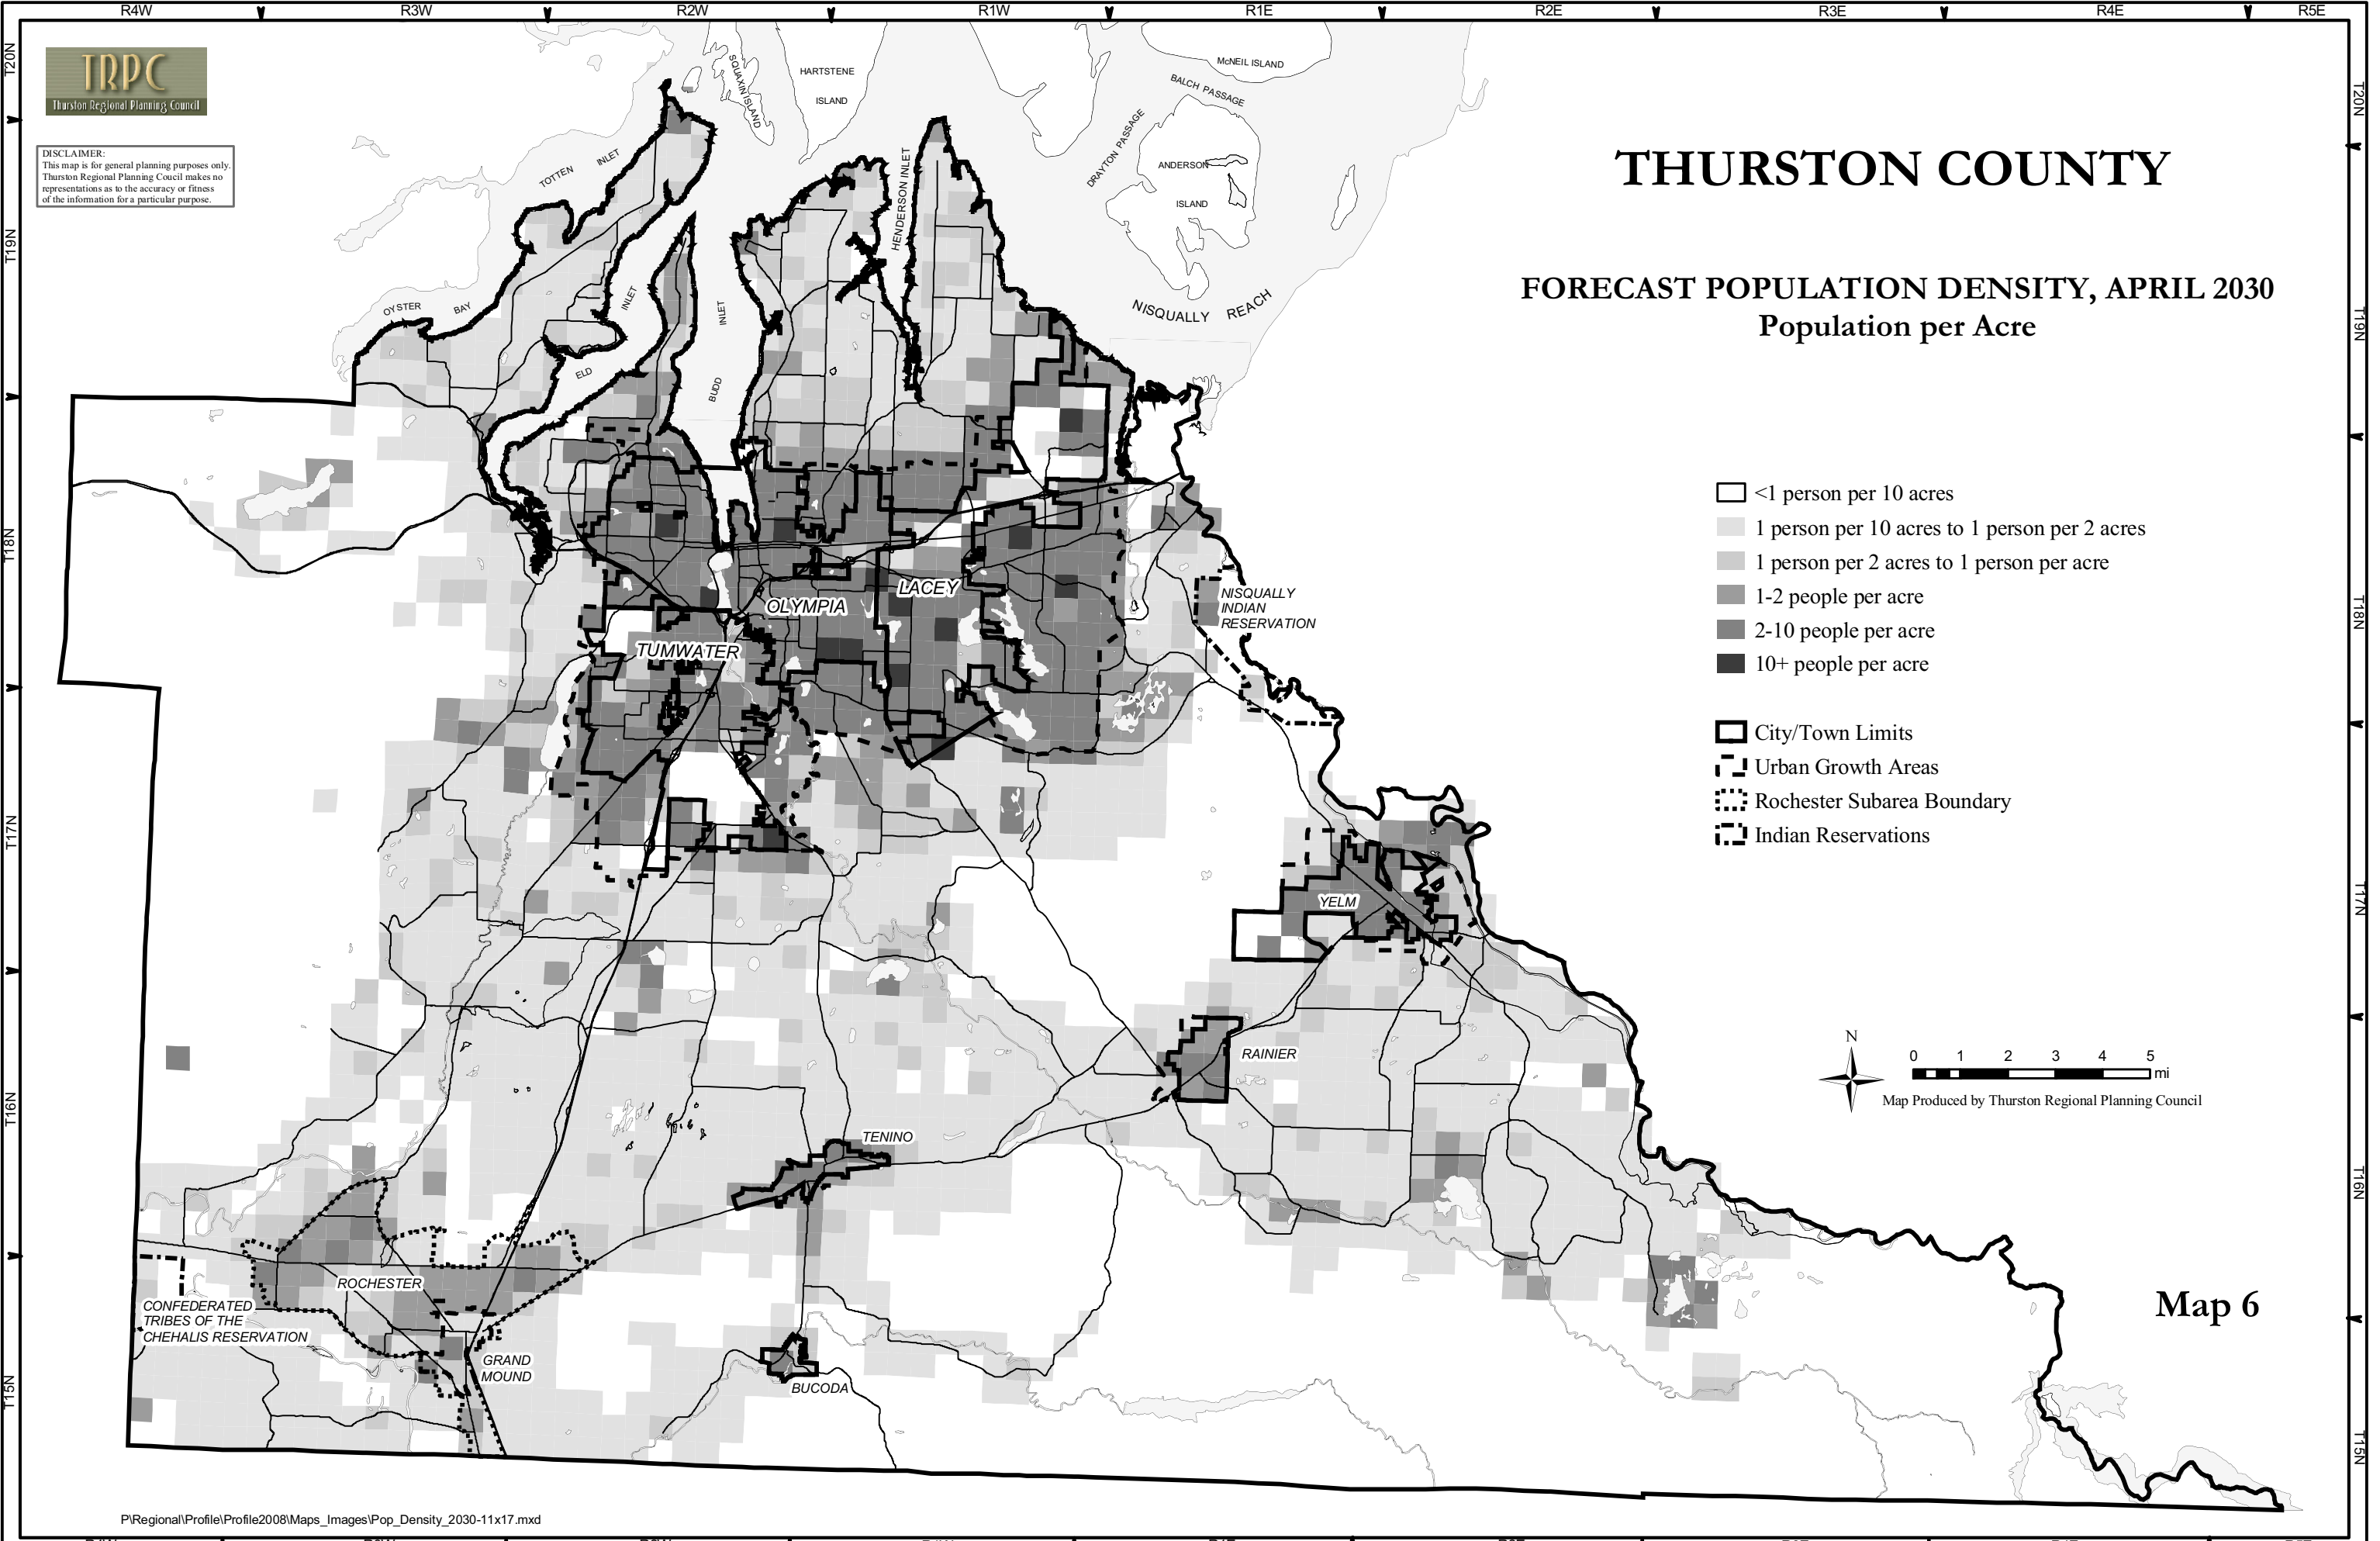 R4W
R3W
R2W
R1W
R1E
R2E
R3E
R4E
R5E
T20N
T19N
T18N
T17N
T16N
T15N
T20N
T19N
T18N
T17N
T16N
T15N
TRPC
Thurston Regional Planning Council
DISCLAIMER:
This map is for general planning purposes only.
Thurston Regional Planning Coucil makes no
representations as to the accuracy or fitness
of the information for a particular purpose.
THURSTON COUNTY
FORECAST POPULATION DENSITY, APRIL 2030
Population per Acre
SQUAXIN ISLAND
HARTSTENE
ISLAND
McNEIL ISLAND
BALCH PASSAGE
DRAYTON PASSAGE
ANDERSON
ISLAND
TOTTEN INLET
HENDERSON INLET
OYSTER BAY
ELD INLET
BUDD INLET
NISQUALLY REACH
<1 person per 10 acres
1 person per 10 acres to 1 person per 2 acres
1 person per 2 acres to 1 person per acre
1-2 people per acre
2-10 people per acre
10+ people per acre
City/Town Limits
Urban Growth Areas
Rochester Subarea Boundary
Indian Reservations
LACEY
OLYMPIA
TUMWATER
NISQUALLY
INDIAN
RESERVATION
YELM
RAINIER
TENINO
ROCHESTER
CONFEDERATED
TRIBES OF THE
CHEHALIS RESERVATION
GRAND
MOUND
BUCODA
N
0 1 2 3 4 5
mi
Map Produced by Thurston Regional Planning Council
Map 6
P\Regional\Profile\Profile2008\Maps_Images\Pop_Density_2030-11x17.mxd